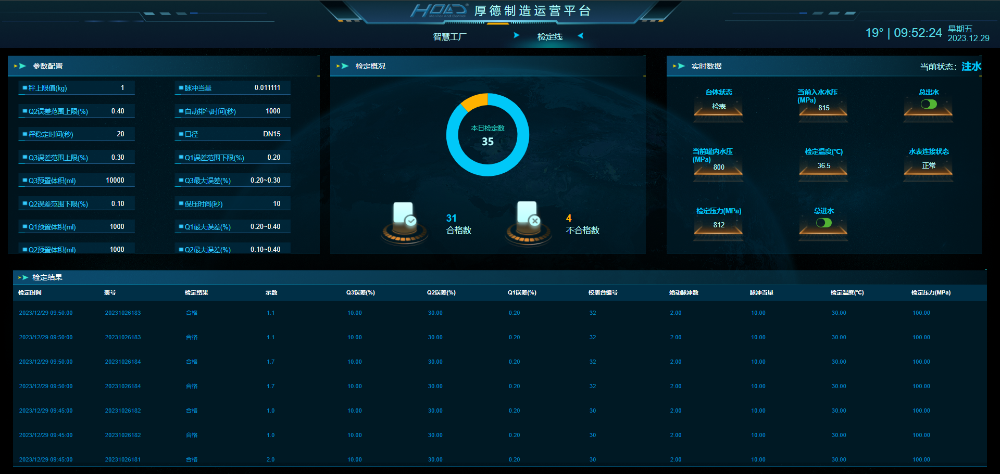 HOAD® 厚德制造运营平台
Monitor And Control
智慧工厂
检定线
19° | 09:52:24 星期五
2023.12.29
参数配置
秤上限值(kg) 1 脉冲当量 0.011111
Q2误差范围上限(%) 0.40 自动排气时间(秒) 1000
秤稳定时间(秒) 20 口径 DN15
Q3误差范围上限(%) 0.30 Q1误差范围下限(%) 0.20
Q3预置体积(ml) 10000 Q3最大误差(%) 0.20~0.30
Q2误差范围下限(%) 0.10 保压时间(秒) 10
Q1预置体积(ml) 1000 Q1最大误差(%) 0.20~0.40
Q2预置体积(ml) 1000 Q2最大误差(%) 0.10~0.40
检定概况
本日检定数
35
31
合格数
4
不合格数
实时数据
当前状态: 注水
台体状态
检表
当前入水水压
(MPa)
815
总出水
当前罐内水压
(MPa)
800
检定温度(℃)
36.5
水表连接状态
正常
检定压力(MPa)
812
总进水
检定结果
检定时间 表号 检定结果 示数 Q3误差(%) Q2误差(%) Q1误差(%) 校表台编号 始动脉冲数 脉冲当量 检定温度(℃) 检定压力(MPa)
2023/12/29 09:50:00 20231026183 合格 1.1 10.00 30.00 0.20 32 2.00 10.00 30.00 100.00
2023/12/29 09:50:00 20231026183 合格 1.1 10.00 30.00 0.20 32 2.00 10.00 30.00 100.00
2023/12/29 09:50:00 20231026184 合格 1.7 10.00 30.00 0.20 32 2.00 10.00 30.00 100.00
2023/12/29 09:50:00 20231026184 合格 1.7 10.00 30.00 0.20 32 2.00 10.00 30.00 100.00
2023/12/29 09:45:00 20231026182 合格 1.0 10.00 30.00 0.20 30 2.00 10.00 30.00 100.00
2023/12/29 09:45:00 20231026182 合格 1.0 10.00 30.00 0.20 30 2.00 10.00 30.00 100.00
2023/12/29 09:45:00 20231026181 合格 2.0 10.00 30.00 0.20 30 2.00 10.00 30.00 100.00